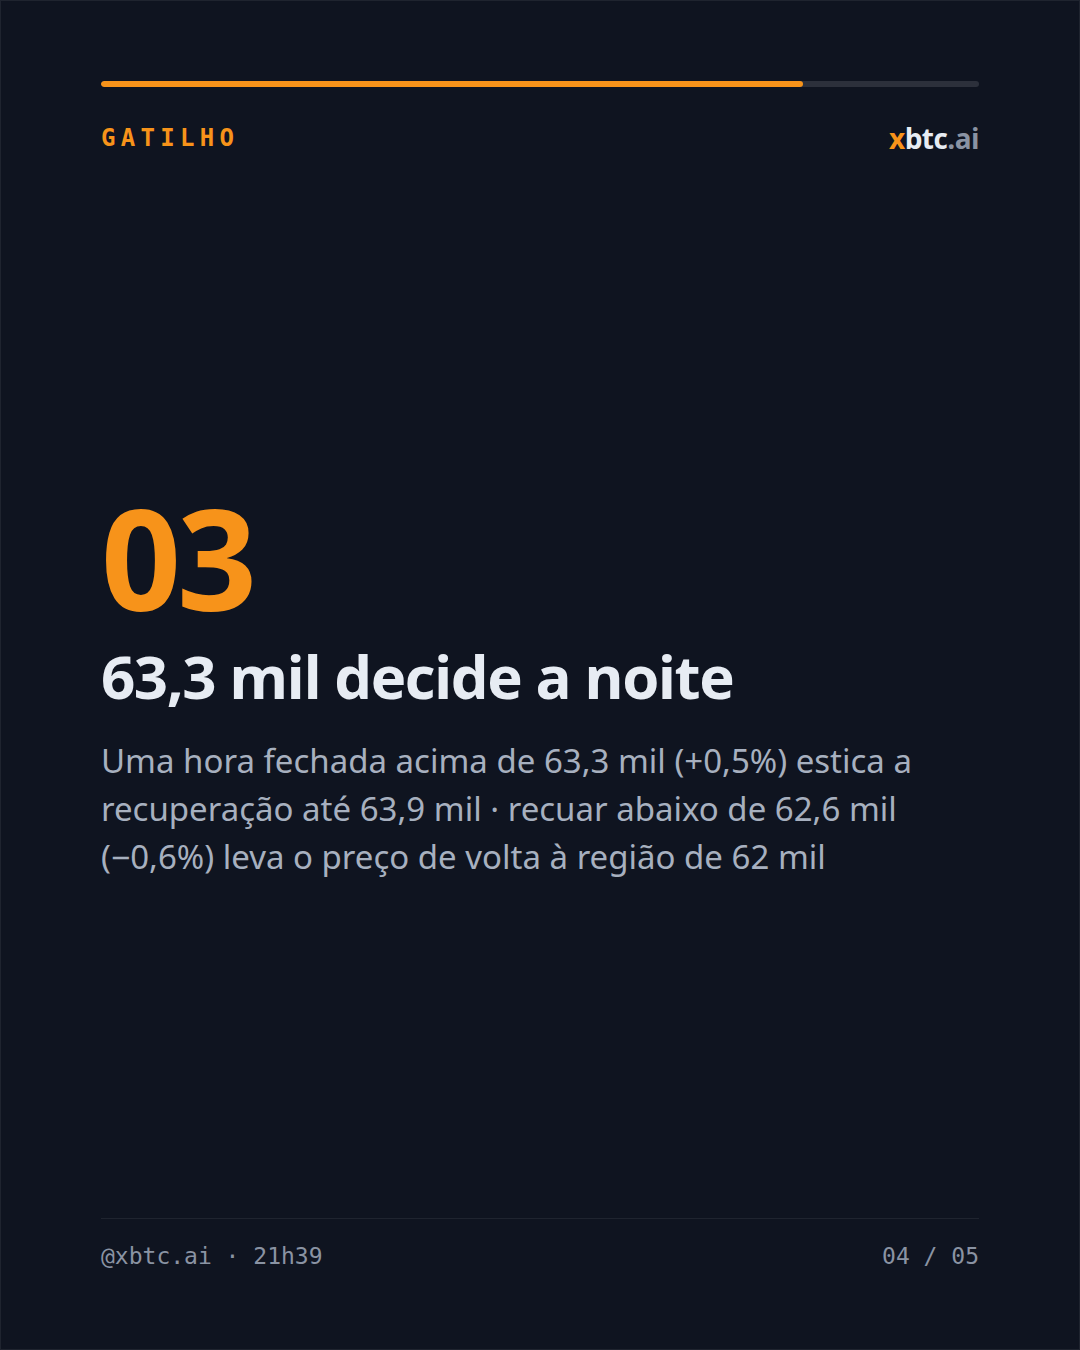 GATILHO
xbtc.ai
03
63,3 mil decide a noite
Uma hora fechada acima de 63,3 mil (+0,5%) estica a
recuperação até 63,9 mil · recuar abaixo de 62,6 mil
(−0,6%) leva o preço de volta à região de 62 mil
@xbtc.ai · 21h39
04 / 05